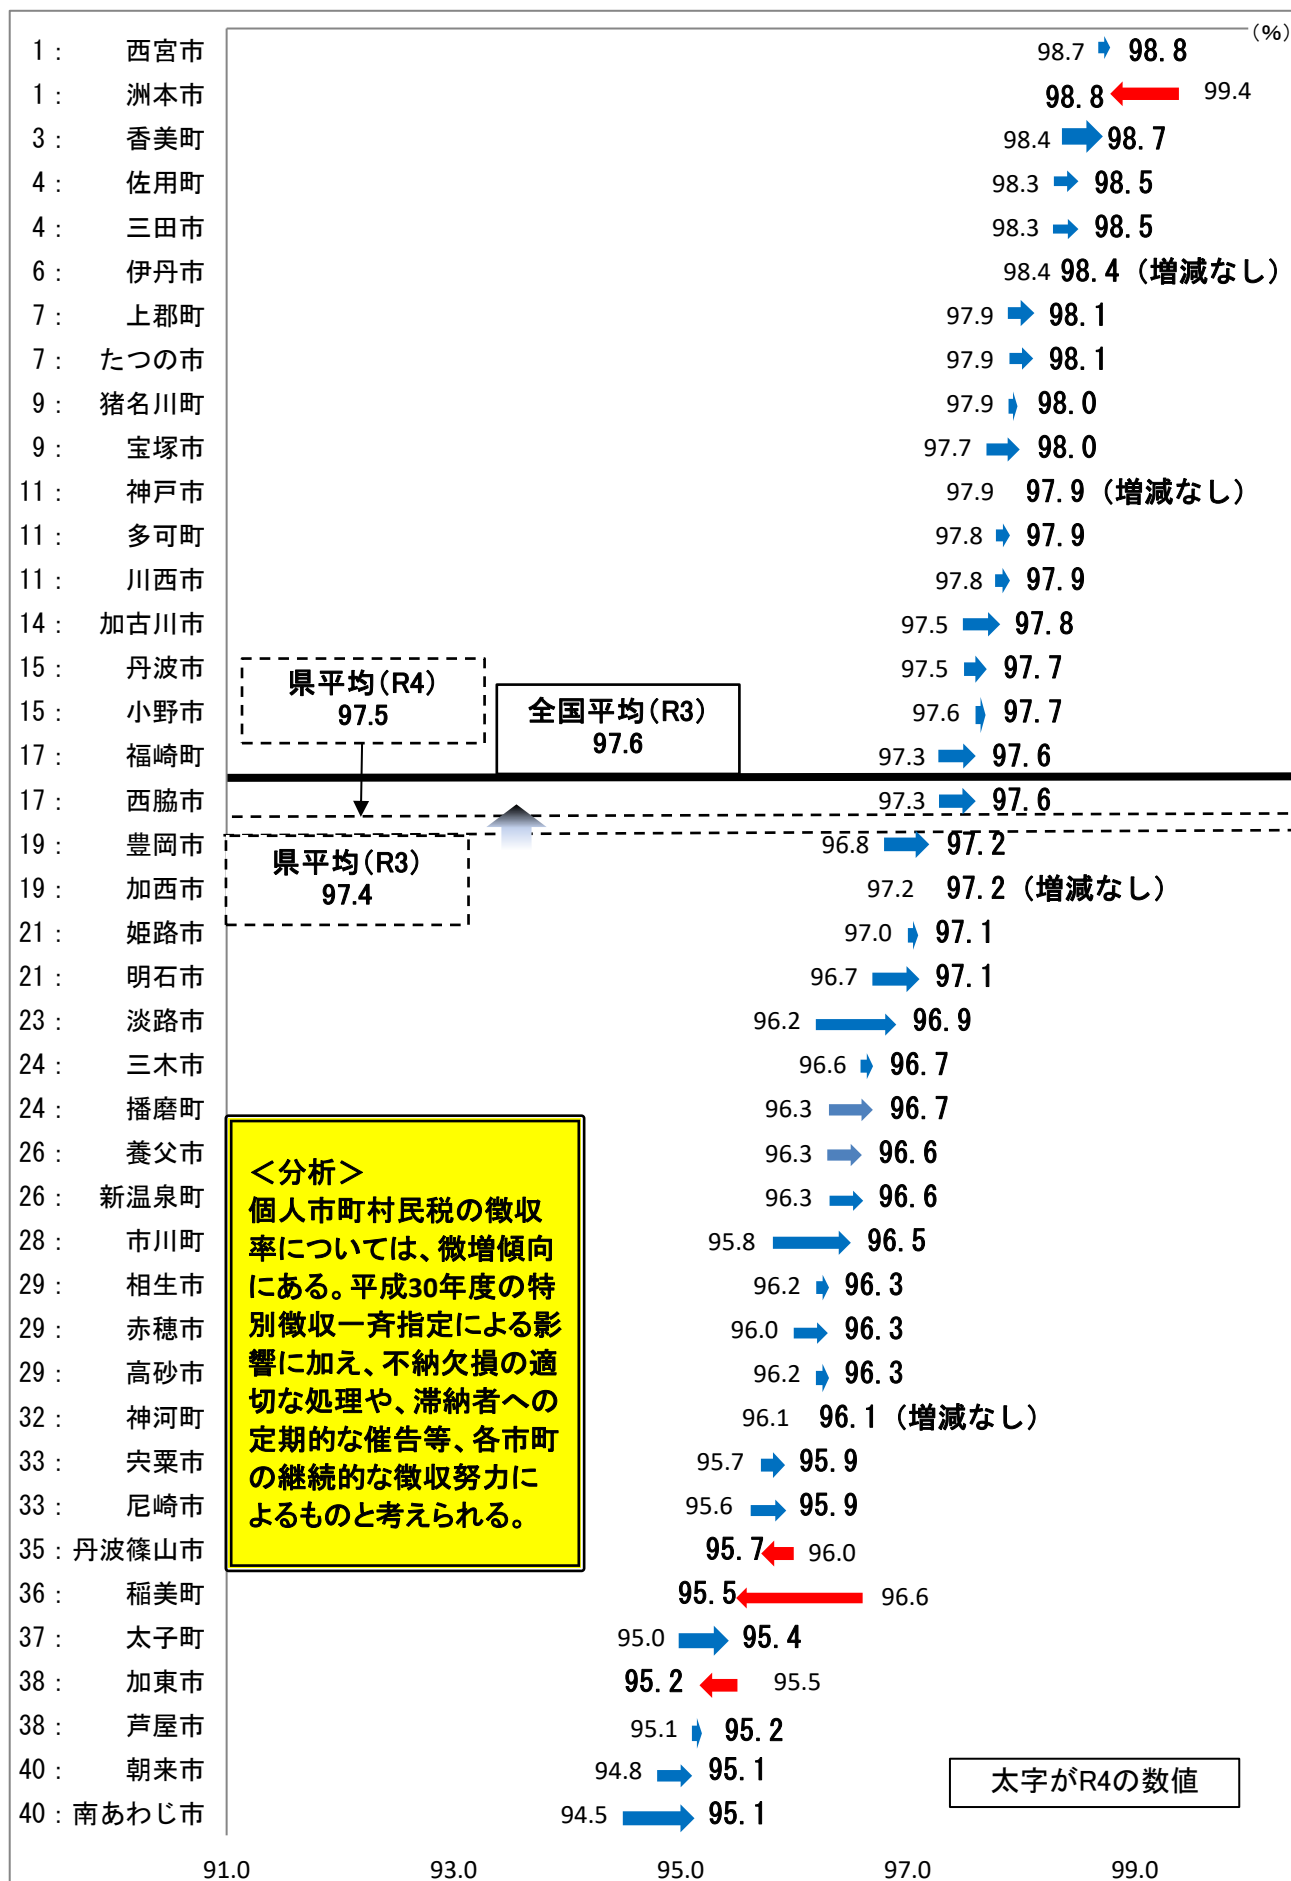 (%)
1： 西宮市 98.7 98.8
1： 洲本市 98.8 99.4
3： 香美町 98.4 98.7
4： 佐用町 98.3 98.5
4： 三田市 98.3 98.5
6： 伊丹市 98.4 98.4（増減なし）
7： 上郡町 97.9 98.1
7： たつの市 97.9 98.1
9： 猪名川町 97.9 98.0
9： 宝塚市 97.7 98.0
11： 神戸市 97.9 97.9（増減なし）
11： 多可町 97.8 97.9
11： 川西市 97.8 97.9
14： 加古川市 97.5 97.8
15： 丹波市 97.5 97.7
15： 小野市 97.6 97.7
17： 福崎町 97.3 97.6
県平均（R4）
97.5
全国平均（R3）
97.6
17： 西脇市 97.3 97.6
19： 豊岡市 96.8 97.2
県平均（R3）
97.4
19： 加西市 97.2 97.2（増減なし）
21： 姫路市 97.0 97.1
21： 明石市 96.7 97.1
23： 淡路市 96.2 96.9
24： 三木市 96.6 96.7
24： 播磨町 96.3 96.7
26： 養父市 96.3 96.6
26： 新温泉町 96.3 96.6
28： 市川町 95.8 96.5
29： 相生市 96.2 96.3
29： 赤穂市 96.0 96.3
29： 高砂市 96.2 96.3
32： 神河町 96.1 96.1（増減なし）
33： 宍粟市 95.7 95.9
33： 尼崎市 95.6 95.9
35： 丹波篠山市 95.7 96.0
36： 稲美町 95.5 96.6
37： 太子町 95.0 95.4
38： 加東市 95.2 95.5
38： 芦屋市 95.1 95.2
40： 朝来市 94.8 95.1
40： 南あわじ市 94.5 95.1
＜分析＞
個人市町村民税の徴収
率については、微増傾向
にある。平成30年度の特
別徴収一斉指定による影
響に加え、不納欠損の適
切な処理や、滞納者への
定期的な催告等、各市町
の継続的な徴収努力に
よるものと考えられる。
太字がR4の数値
91.0 93.0 95.0 97.0 99.0